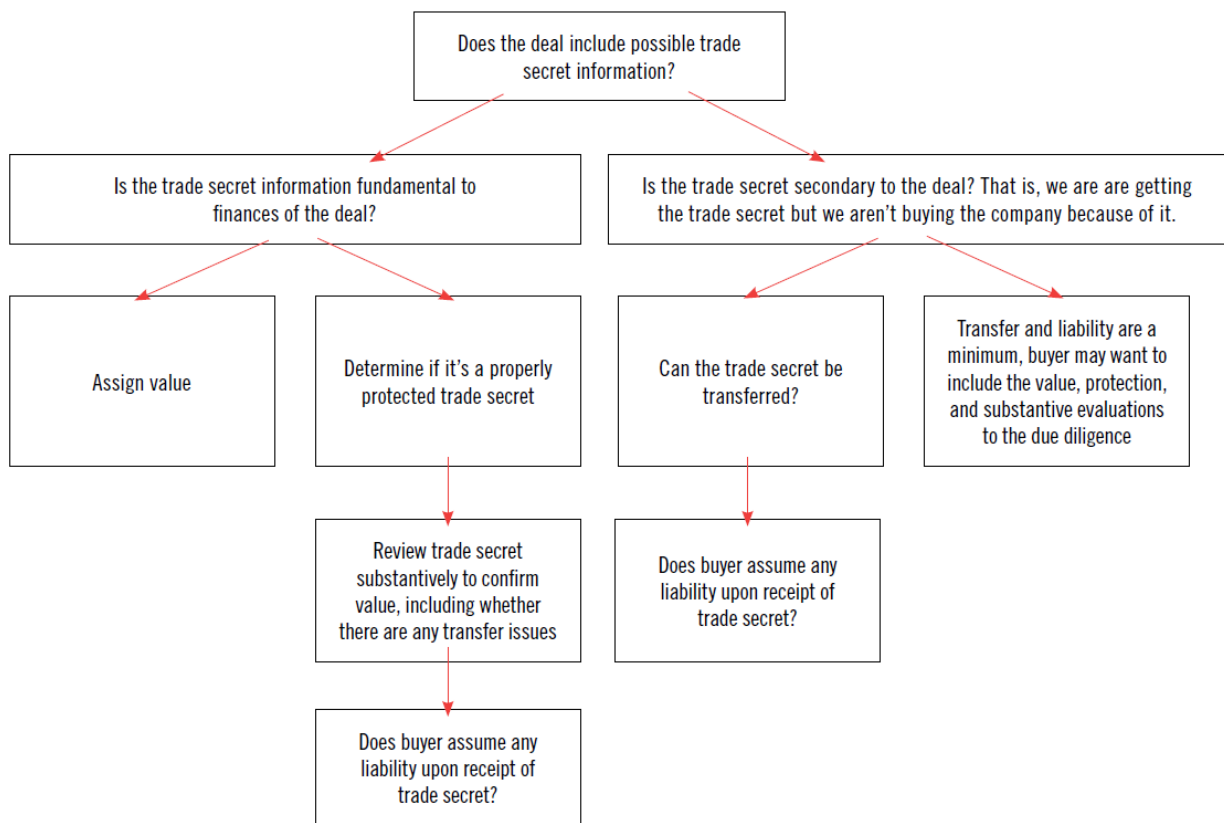 Does the deal include possible trade
secret information?
Is the trade secret information fundamental to
finances of the deal?
Is the trade secret secondary to the deal? That is, we are are getting
the trade secret but we aren’t buying the company because of it.
Assign value
Determine if it’s a properly
protected trade secret
Can the trade secret be
transferred?
Transfer and liability are a
minimum, buyer may want to
include the value, protection,
and substantive evaluations
to the due diligence
Review trade secret
substantively to confirm
value, including whether
there are any transfer issues
Does buyer assume any
liability upon receipt of
trade secret?
Does buyer assume any
liability upon receipt of
trade secret?